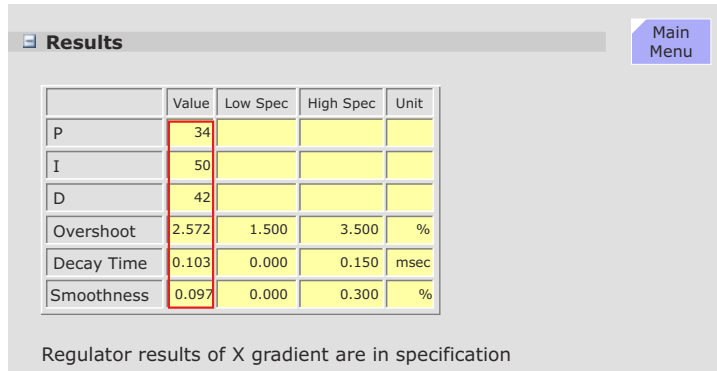 Results
Main
Menu
Value Low Spec High Spec Unit
P 34
I 50
D 42
Overshoot 2.572 1.500 3.500 %
Decay Time 0.103 0.000 0.150 msec
Smoothness 0.097 0.000 0.300 %
Regulator results of X gradient are in specification